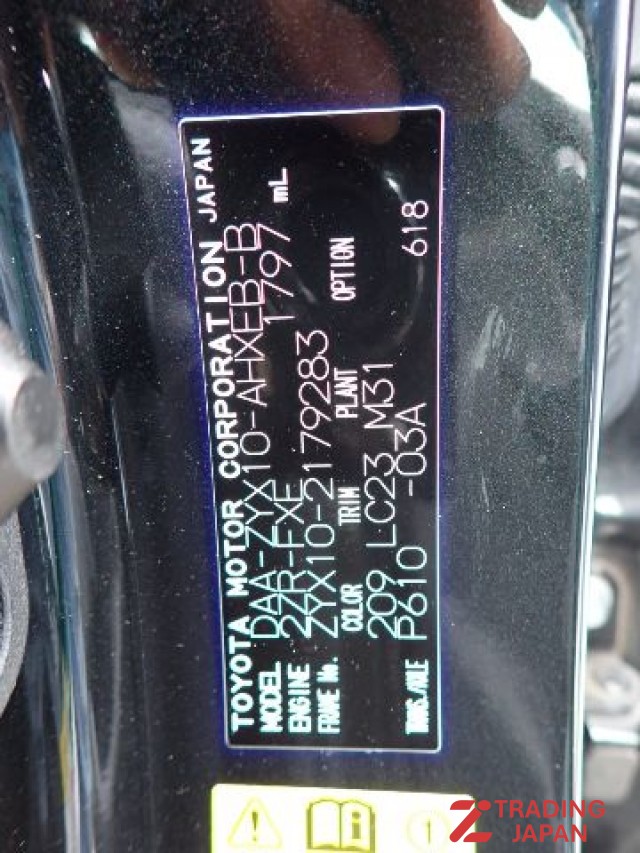 TOYOTA MOTOR CORPORATION JAPAN
MODEL DAA-ZYX10-AHXEB-B
ENGINE 2ZR-FXE 1797 mL
FRAME No. ZYX10-2179283
COLOR TRIM PLANT OPTION
209 LC23 M31 618
TRANS./AXLE P610 -03A
TRADING
JAPAN